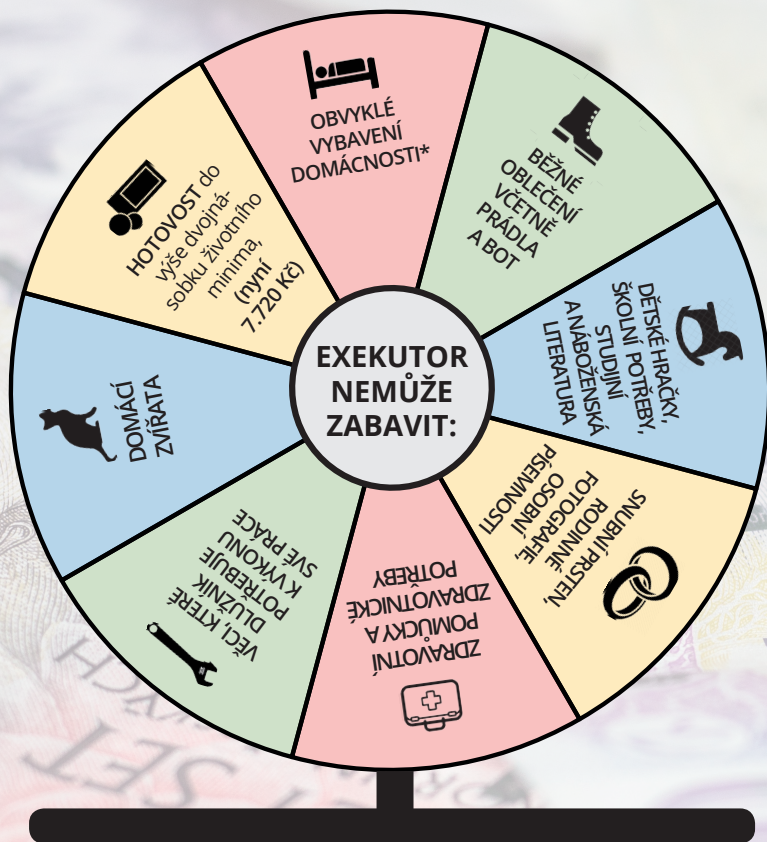 EXEKUTOR
NEMŮŽE
ZABAVIT:
OBVYKLÉ
VYBAVENÍ
DOMÁCNOSTI*
BĚŽNÉ
OBLEČENÍ
VČETNĚ
PRÁDLA
A BOT
DĚTSKÉ HRAČKY,
ŠKOLNÍ POTŘEBY,
STUDIJNÍ
A NÁBOŽENSKÁ
LITERATURA
SNUBNÍ PRSTEN,
RODINNÉ
FOTOGRAFIE,
OSOBNÍ
PÍSEMNOSTI
ZDRAVOTNÍ
POMŮCKY A
ZDRAVOTNICKÉ
POTŘEBY
VĚCI, KTERÉ
DLUŽNÍK
POTŘEBUJE
K VÝKONU
SVÉ PRÁCE
DOMÁCÍ
ZVÍŘATA
HOTOVOST do
výše dvojná-
sobku životního
minima,
(nyní
7.720 Kč)